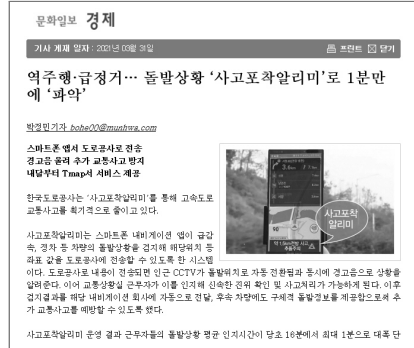 문화일보 경제
기사 게재 일자 : 2021년 03월 31일 프린트 닫기
역주행·급정거… 돌발상황 ‘사고포착알리미’로 1분만
에 ‘파악’
박정민기자 bohe00@munhwa.com
스마트폰 앱서 도로공사로 전송
경고음 울려 추가 교통사고 방지
내달부터 Tmap서 서비스 제공
사고포착
알리미
한국도로공사는 ‘사고포착알리미’를 통해 고속도로
교통사고를 획기적으로 줄이고 있다.
사고포착알리미는 스마트폰 내비게이션 앱이 급감
속, 정차 등 차량의 돌발상황을 검지해 해당위치 등
좌표 값을 도로공사에 전송할 수 있도록 한 시스템
이다. 도로공사로 내용이 전송되면 인근 CCTV가 돌발위치로 자동 전환됨과 동시에 경고음으로 상황을
알려준다. 이어 교통상황실 근무자가 이를 인지해 신속한 진위 확인 및 사고처리가 가능하게 된다. 이후
검지결과를 해당 내비게이션 회사에 자동으로 전달, 후속 차량에도 구체적 돌발정보를 제공함으로써 추
가 교통사고를 예방할 수 있도록 했다.
사고포착알리미 운영 결과 근무자들의 돌발상황 평균 인지시간이 당초 16분에서 최대 1분으로 대폭 단